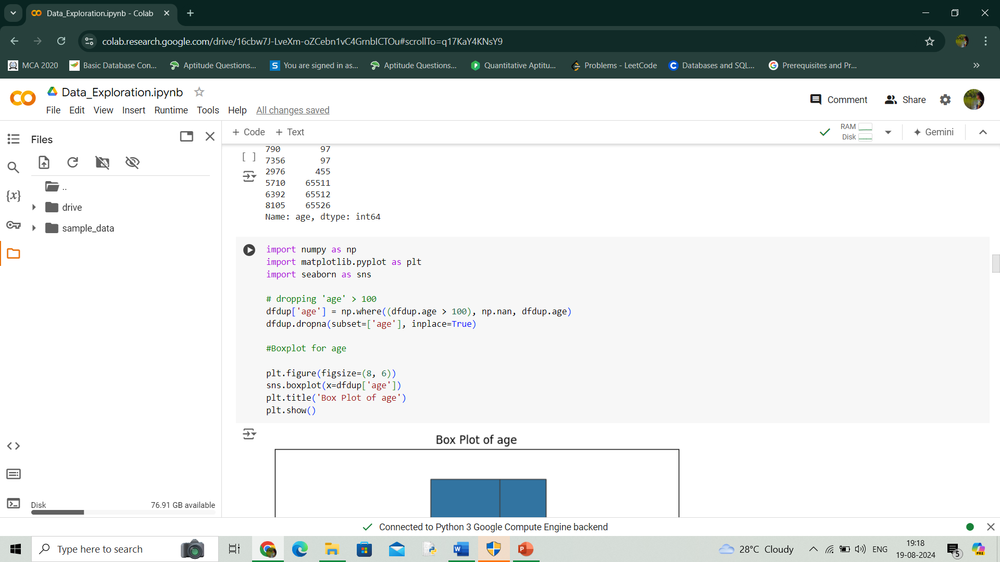 Data_Exploration.ipynb - Colab
colab.research.google.com/drive/16cbw7J-LveXm-oZCebn1vC4GrnbICTOu#scrollTo=q17KaY4KNsY9
MCA 2020 Basic Database Con... Aptitude Questions... You are signed in as... Aptitude Questions... Quantitative Aptitu... Problems - LeetCode Databases and SQL... Prerequisites and Pr...
Data_Exploration.ipynb
Comment Share
File Edit View Insert Runtime Tools Help All changes saved
Files
+ Code + Text
RAM
Disk
Gemini
..
drive
sample_data
Disk 76.91 GB available
[ ]
790 97
7356 97
2976 455
5710 65511
6392 65512
8105 65526
Name: age, dtype: int64
import numpy as np
import matplotlib.pyplot as plt
import seaborn as sns
# dropping 'age' > 100
dfdup['age'] = np.where((dfdup.age > 100), np.nan, dfdup.age)
dfdup.dropna(subset=['age'], inplace=True)
#Boxplot for age
plt.figure(figsize=(8, 6))
sns.boxplot(x=dfdup['age'])
plt.title('Box Plot of age')
plt.show()
Box Plot of age
Connected to Python 3 Google Compute Engine backend
Type here to search
28°C Cloudy
ENG
19:18
19-08-2024
5
PRE